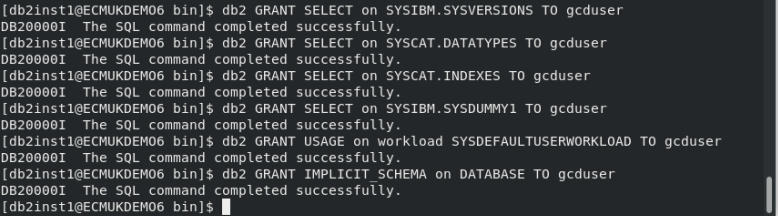 [db2inst1@ECMUKDEMO6 bin]$ db2 GRANT SELECT on SYSIBM.SYSVERSIONS TO gcduser
DB20000I  The SQL command completed successfully.
[db2inst1@ECMUKDEMO6 bin]$ db2 GRANT SELECT on SYSCAT.DATATYPES TO gcduser
DB20000I  The SQL command completed successfully.
[db2inst1@ECMUKDEMO6 bin]$ db2 GRANT SELECT on SYSCAT.INDEXES TO gcduser
DB20000I  The SQL command completed successfully.
[db2inst1@ECMUKDEMO6 bin]$ db2 GRANT SELECT on SYSIBM.SYSDUMMY1 TO gcduser
DB20000I  The SQL command completed successfully.
[db2inst1@ECMUKDEMO6 bin]$ db2 GRANT USAGE on workload SYSDEFAULTUSERWORKLOAD TO gcduser
DB20000I  The SQL command completed successfully.
[db2inst1@ECMUKDEMO6 bin]$ db2 GRANT IMPLICIT_SCHEMA on DATABASE TO gcduser
DB20000I  The SQL command completed successfully.
[db2inst1@ECMUKDEMO6 bin]$